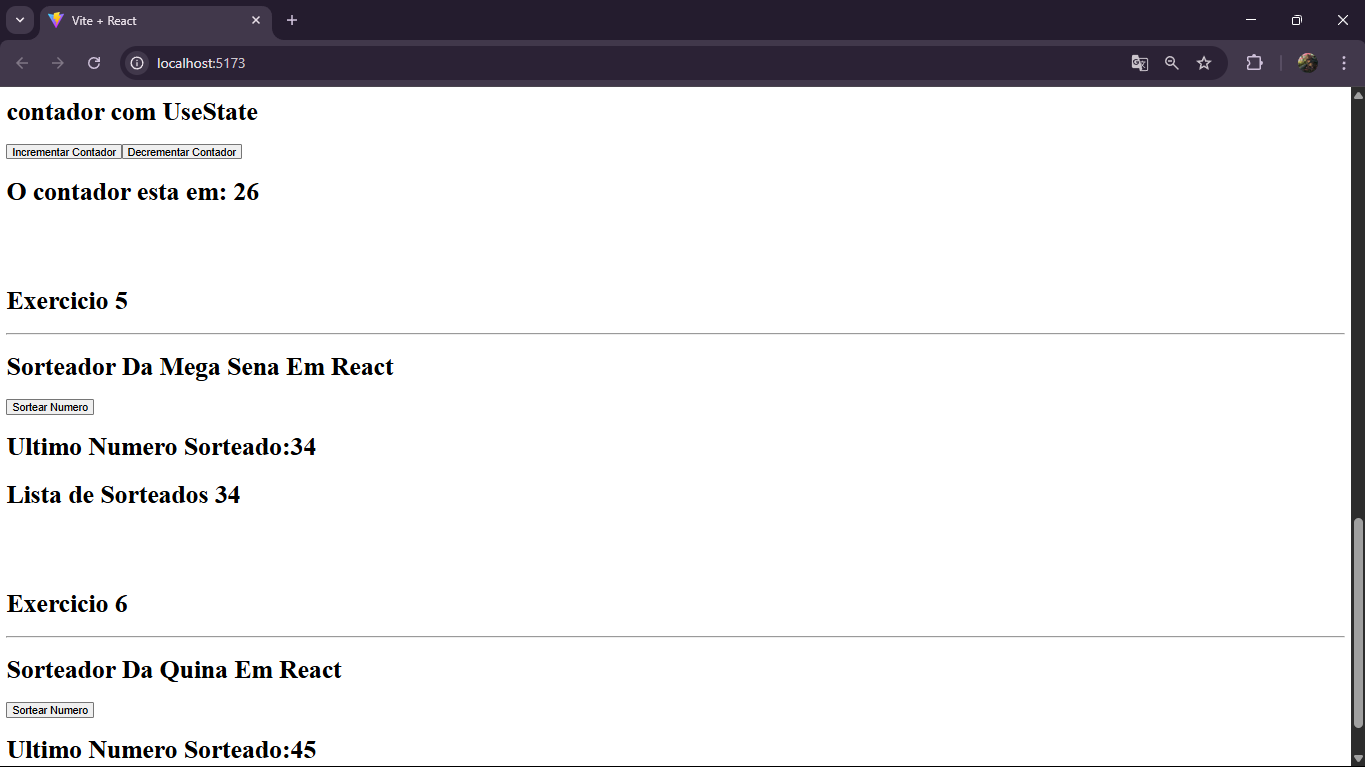 Vite + React
localhost:5173
contador com UseState
Incrementar Contador Decrementar Contador
O contador esta em: 26
Exercicio 5
Sorteador Da Mega Sena Em React
Sortear Numero
Ultimo Numero Sorteado:34
Lista de Sorteados 34
Exercicio 6
Sorteador Da Quina Em React
Sortear Numero
Ultimo Numero Sorteado:45